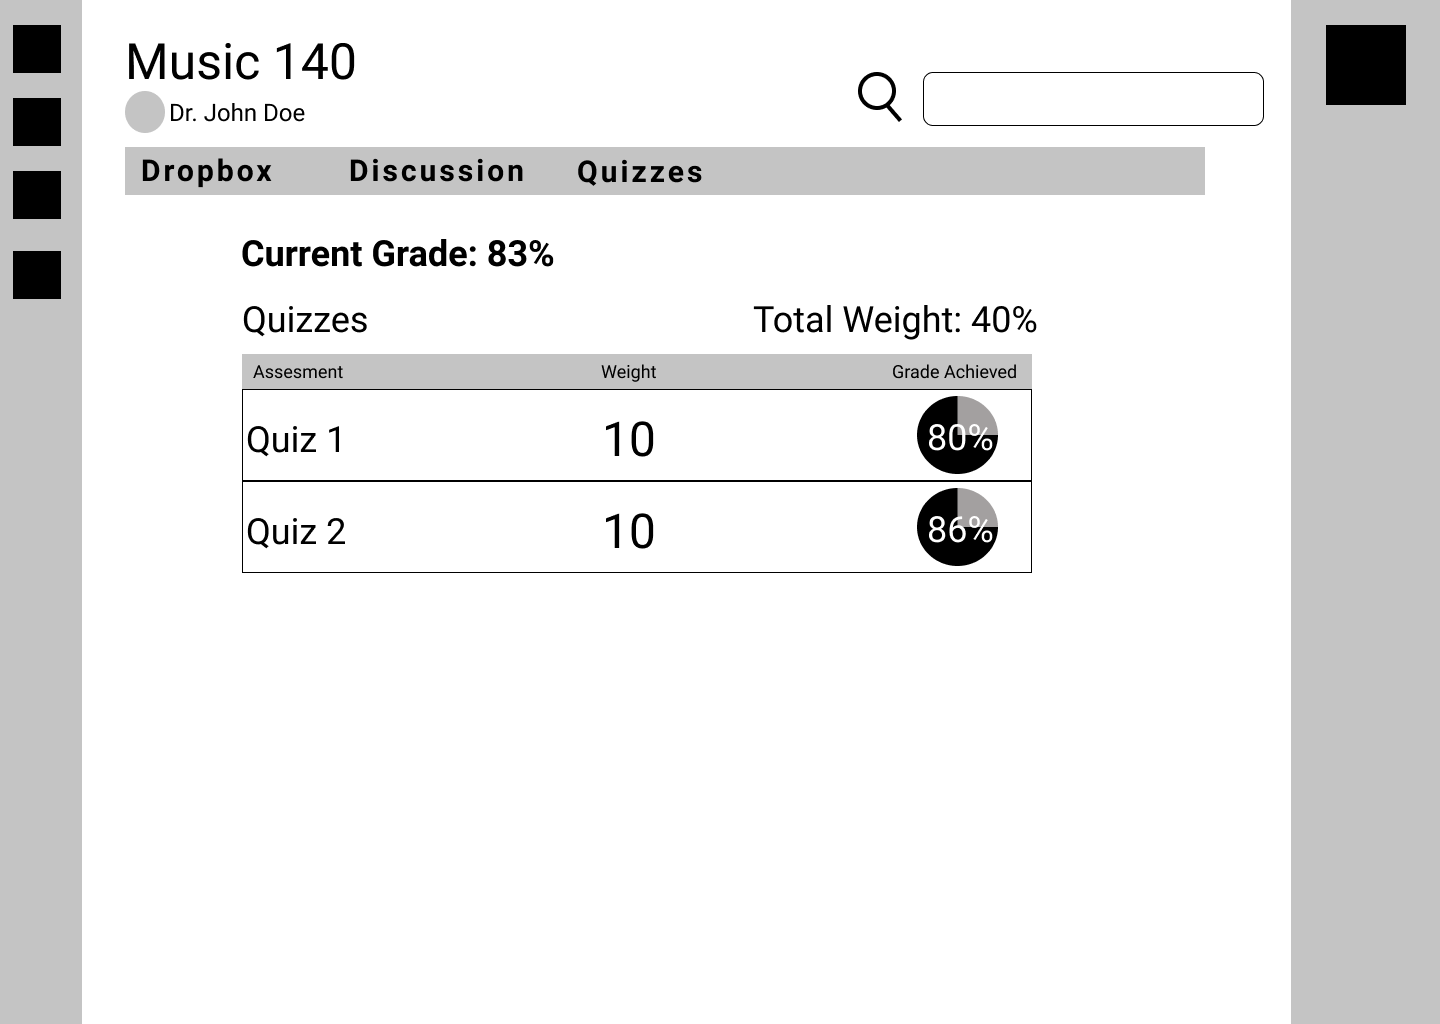 Music 140
Dr. John Doe
Dropbox Discussion Quizzes
Current Grade: 83%
Quizzes Total Weight: 40%
Assesment Weight Grade Achieved
Quiz 1 10 80%
Quiz 2 10 86%